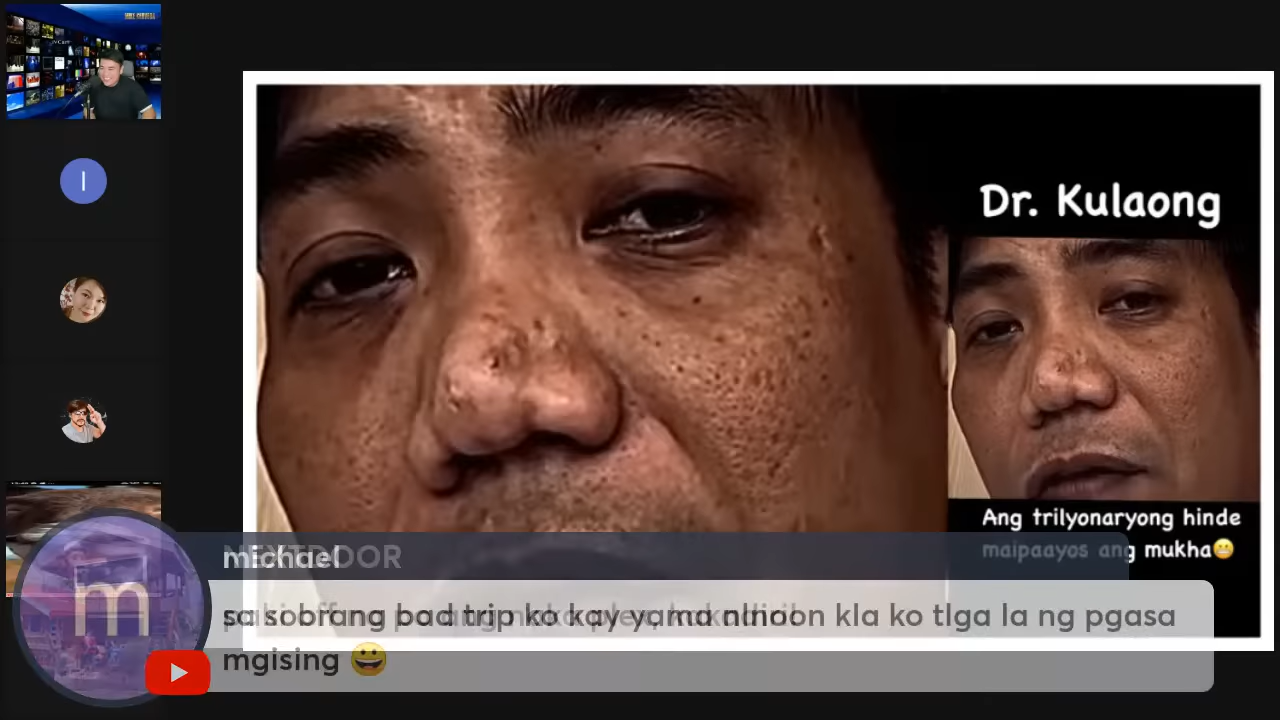 I
Dr. Kulaong
Ang trilyonaryong hinde
maipaayos ang mukha😬
michael
m
sa sobrang bad trip ko kay yama noon kla ko tlga la ng pgasa
mgising 😀